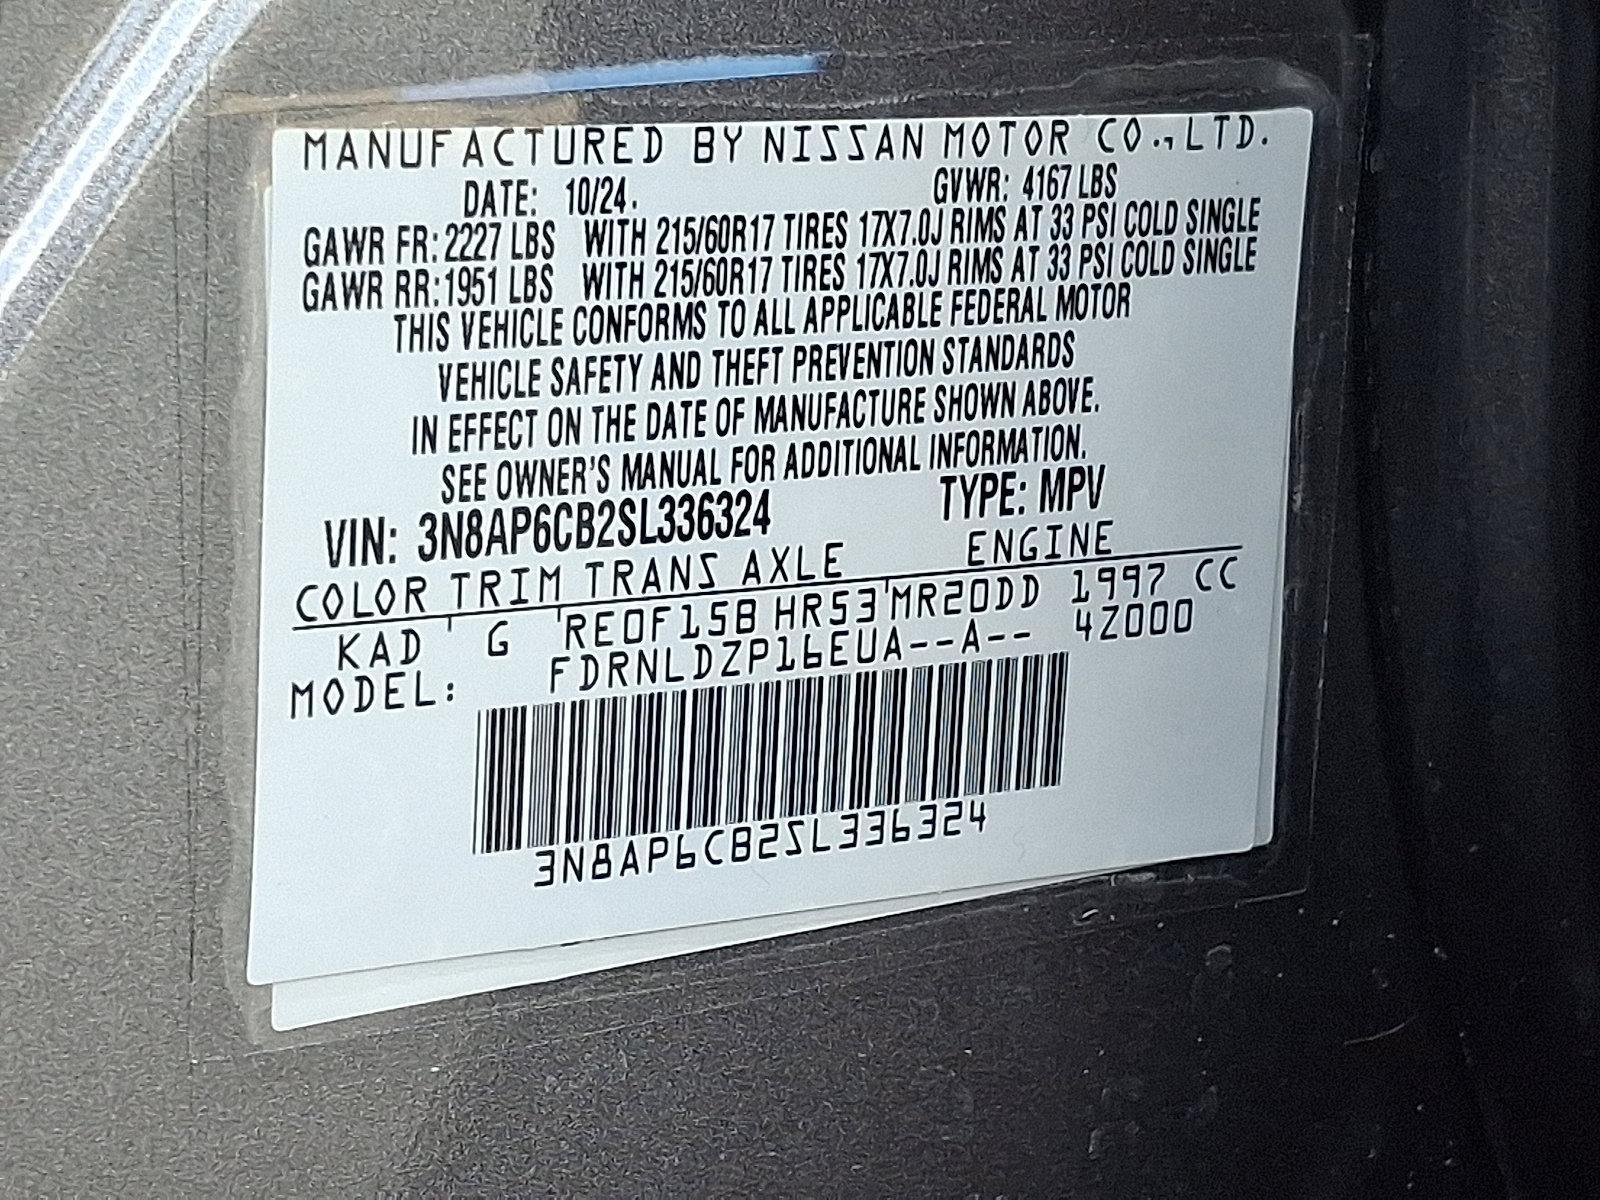 MANUFACTURED BY NISSAN MOTOR CO., LTD.
DATE: 10/24. GVWR: 4167 LBS
GAWR FR: 2227 LBS WITH 215/60R17 TIRES 17X7.0J RIMS AT 33 PSI COLD SINGLE
GAWR RR: 1951 LBS WITH 215/60R17 TIRES 17X7.0J RIMS AT 33 PSI COLD SINGLE
THIS VEHICLE CONFORMS TO ALL APPLICABLE FEDERAL MOTOR
VEHICLE SAFETY AND THEFT PREVENTION STANDARDS
IN EFFECT ON THE DATE OF MANUFACTURE SHOWN ABOVE.
SEE OWNER'S MANUAL FOR ADDITIONAL INFORMATION.
VIN: 3N8AP6CB2SL336324 TYPE: MPV
COLOR TRIM TRANS AXLE ENGINE
KAD G RE0F15B HR53 MR20DD 1997 CC
MODEL: FDRNLDZP16EUA--A-- 4Z000
3N8AP6CB2SL336324